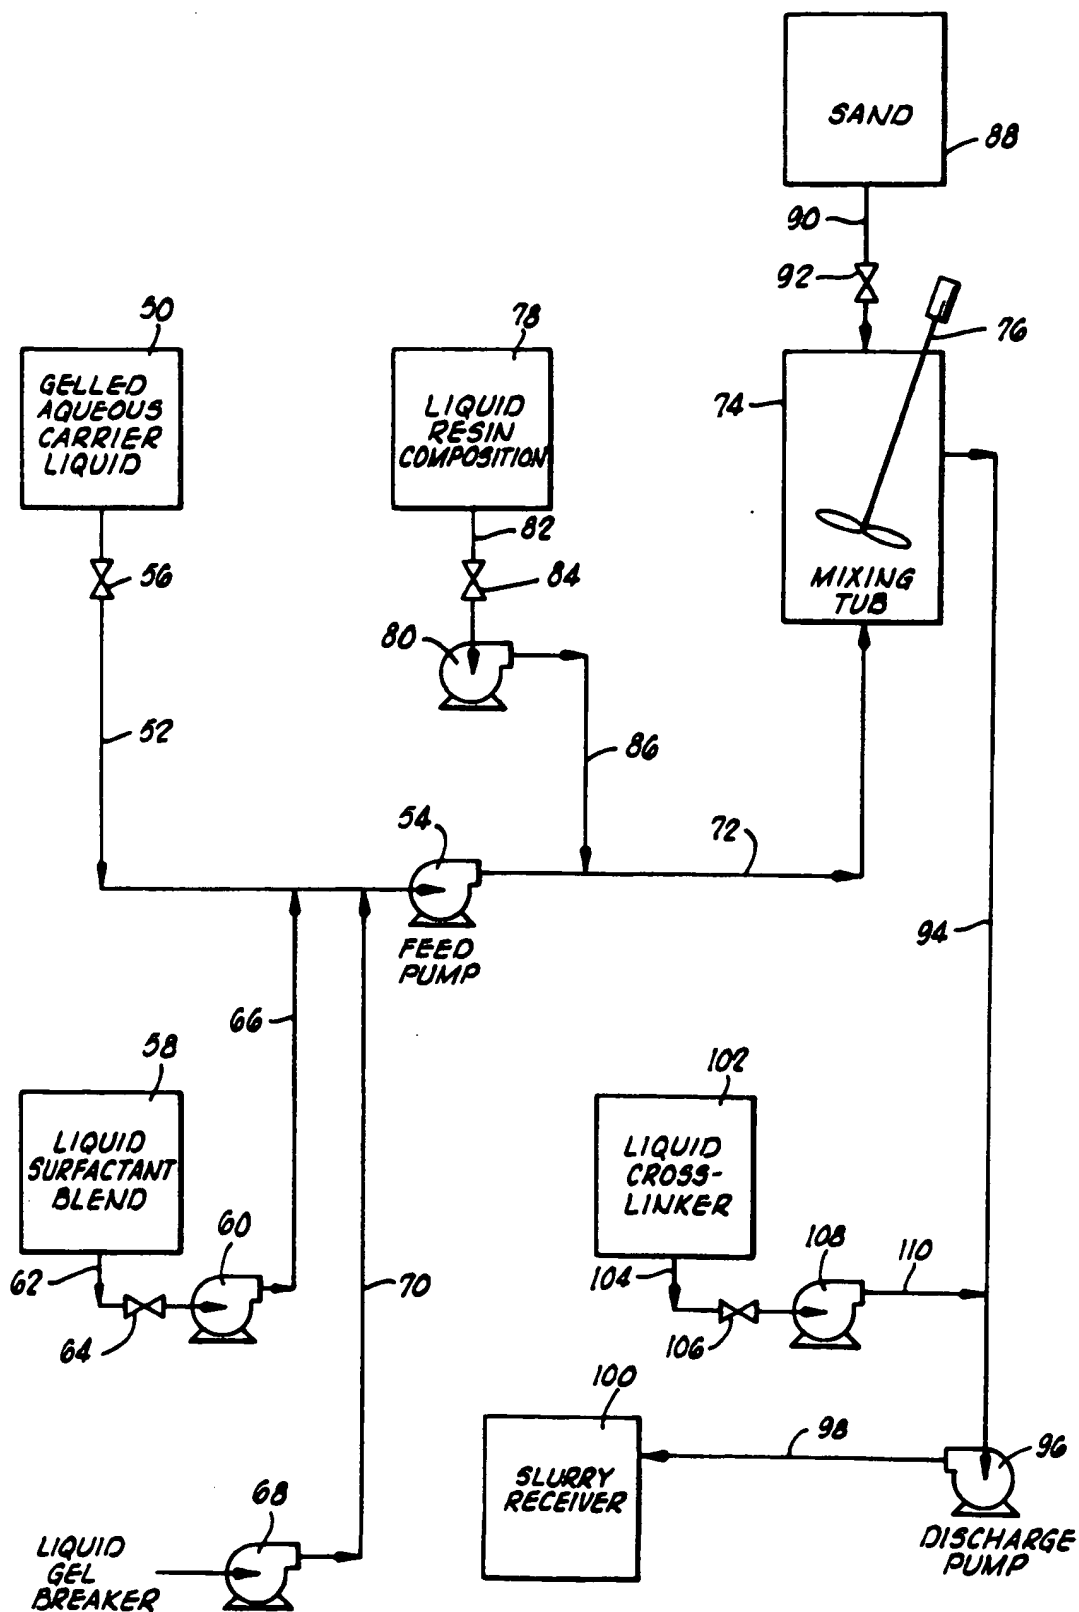 SAND
88
90
92
76
50
GELLED
AQUEOUS
CARRIER
LIQUID
78
LIQUID
RESIN
COMPOSITION
74
MIXING
TUB
56
82
84
80
52
86
54
72
FEED
PUMP
94
66
58
LIQUID
SURFACTANT
BLEND
102
LIQUID
CROSS-
LINKER
62
60
64
70
104
106
108
110
100
SLURRY
RECEIVER
98
96
DISCHARGE
PUMP
68
LIQUID
GEL
BREAKER